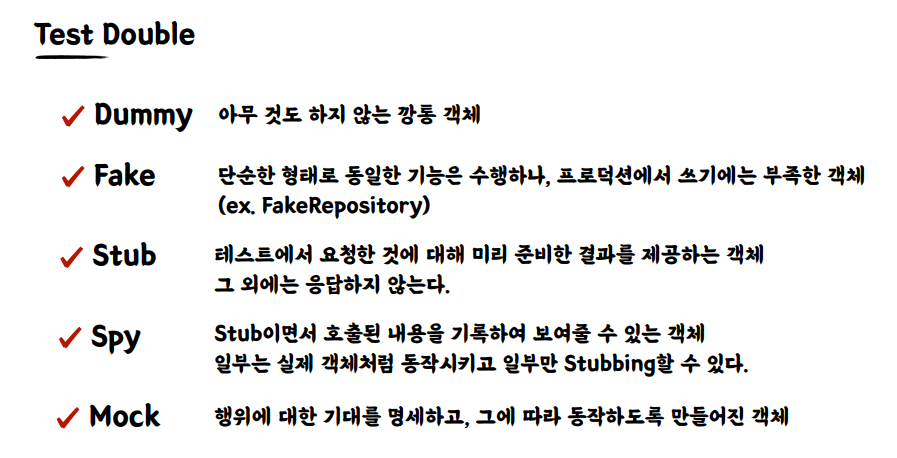 Test Double
Dummy 아무 것도 하지 않는 깡통 객체
Fake 단순한 형태로 동일한 기능은 수행하나, 프로덕션에서 쓰기에는 부족한 객체
(ex. FakeRepository)
Stub 테스트에서 요청한 것에 대해 미리 준비한 결과를 제공하는 객체
그 외에는 응답하지 않는다.
Spy Stub이면서 호출된 내용을 기록하여 보여줄 수 있는 객체
일부는 실제 객체처럼 동작시키고 일부만 Stubbing할 수 있다.
Mock 행위에 대한 기대를 명세하고, 그에 따라 동작하도록 만들어진 객체